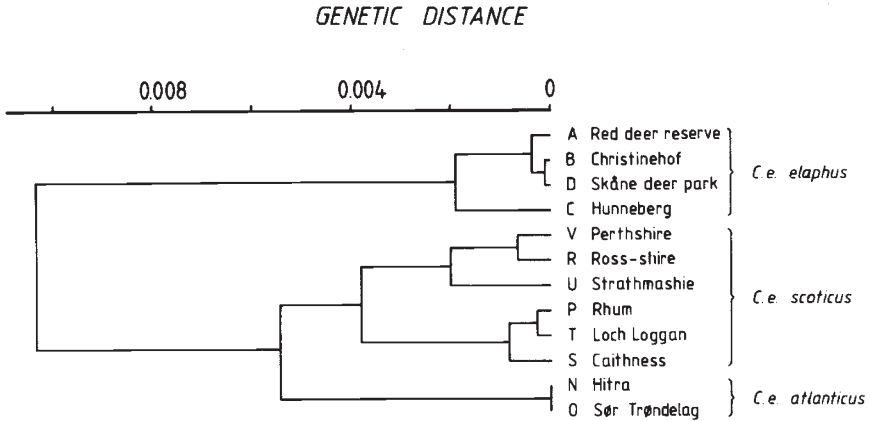 GENETIC DISTANCE
0.008 0.004 0
A Red deer reserve
B Christinehof
D Skåne deer park
C.e. elaphus
C Hunneberg
V Perthshire
R Ross-shire
U Strathmashie
C.e. scoticus
P Rhum
T Loch Loggan
S Caithness
N Hitra
C.e. atlanticus
O Sør Trøndelag